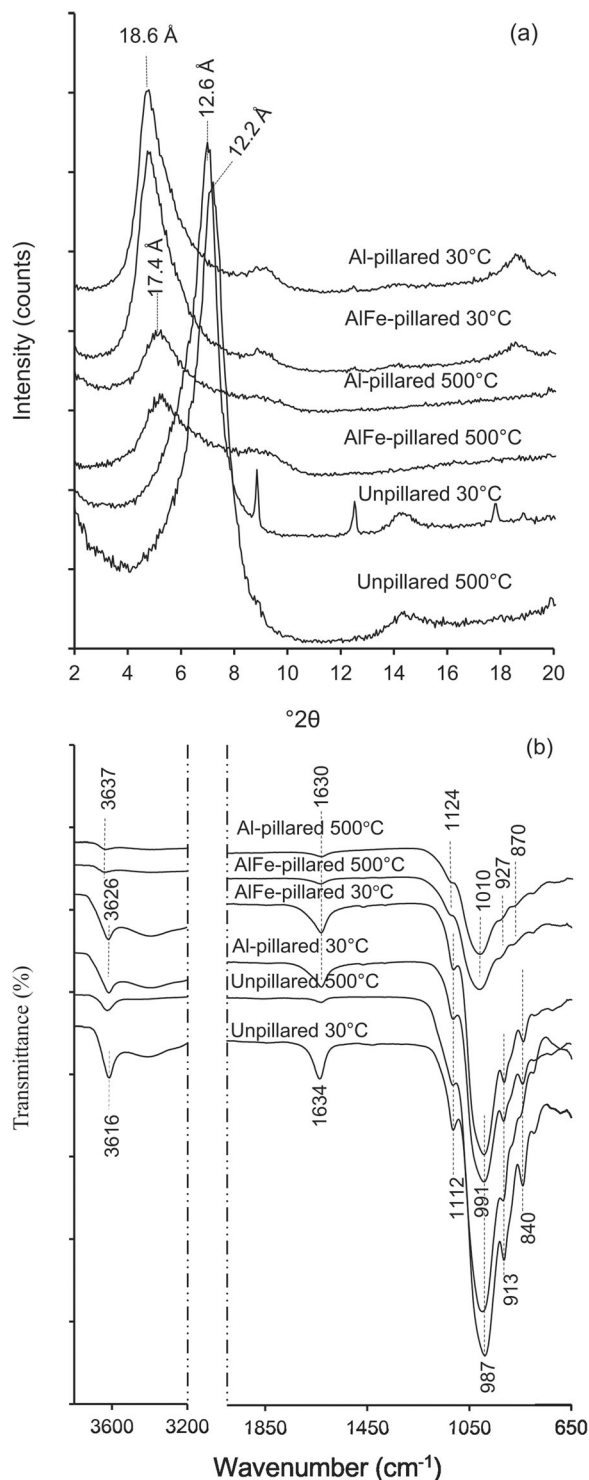 (a)
18.6 Å
12.6 Å
12.2 Å
17.4 Å
Al-pillared 30°C
AlFe-pillared 30°C
Al-pillared 500°C
AlFe-pillared 500°C
Unpillared 30°C
Unpillared 500°C
Intensity (counts)
2 4 6 8 10 12 14 16 18 20
°2θ
(b)
3637
1630
1124
870
927
1010
Al-pillared 500°C
AlFe-pillared 500°C
AlFe-pillared 30°C
3626
Al-pillared 30°C
Unpillared 500°C
Unpillared 30°C
3616
1634
1112
991
840
913
987
Transmittance (%)
3600 3200 1850 1450 1050 650
Wavenumber (cm-1)